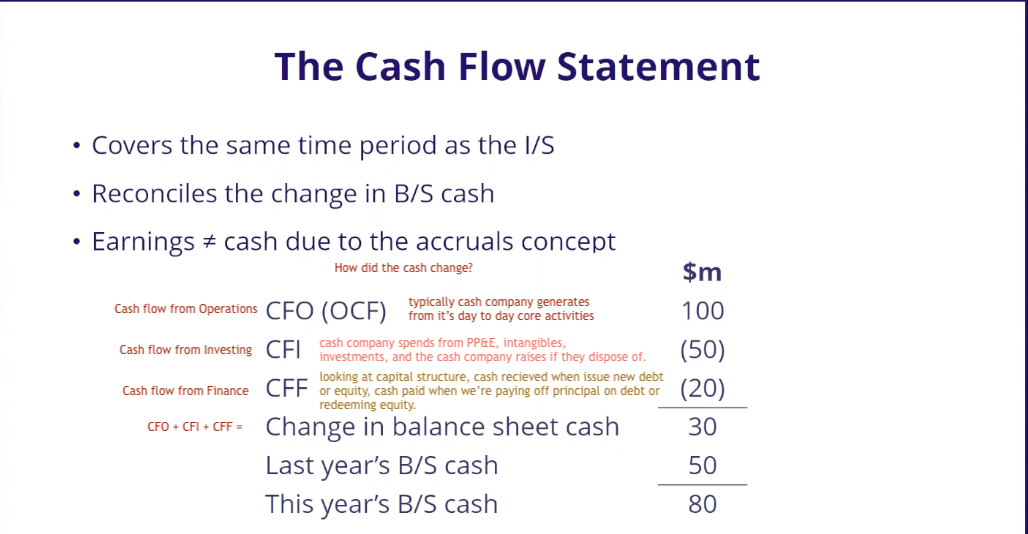 The Cash Flow Statement
• Covers the same time period as the I/S
• Reconciles the change in B/S cash
• Earnings ≠ cash due to the accruals concept
How did the cash change?
$m
Cash flow from Operations CFO (OCF) typically cash company generates from it's day to day core activities 100
Cash flow from Investing CFI cash company spends from PP&E, intangibles, investments, and the cash company raises if they dispose of. (50)
Cash flow from Finance CFF looking at capital structure, cash recieved when issue new debt or equity, cash paid when we're paying off principal on debt or redeeming equity. (20)
CFO + CFI + CFF = Change in balance sheet cash 30
Last year's B/S cash 50
This year's B/S cash 80